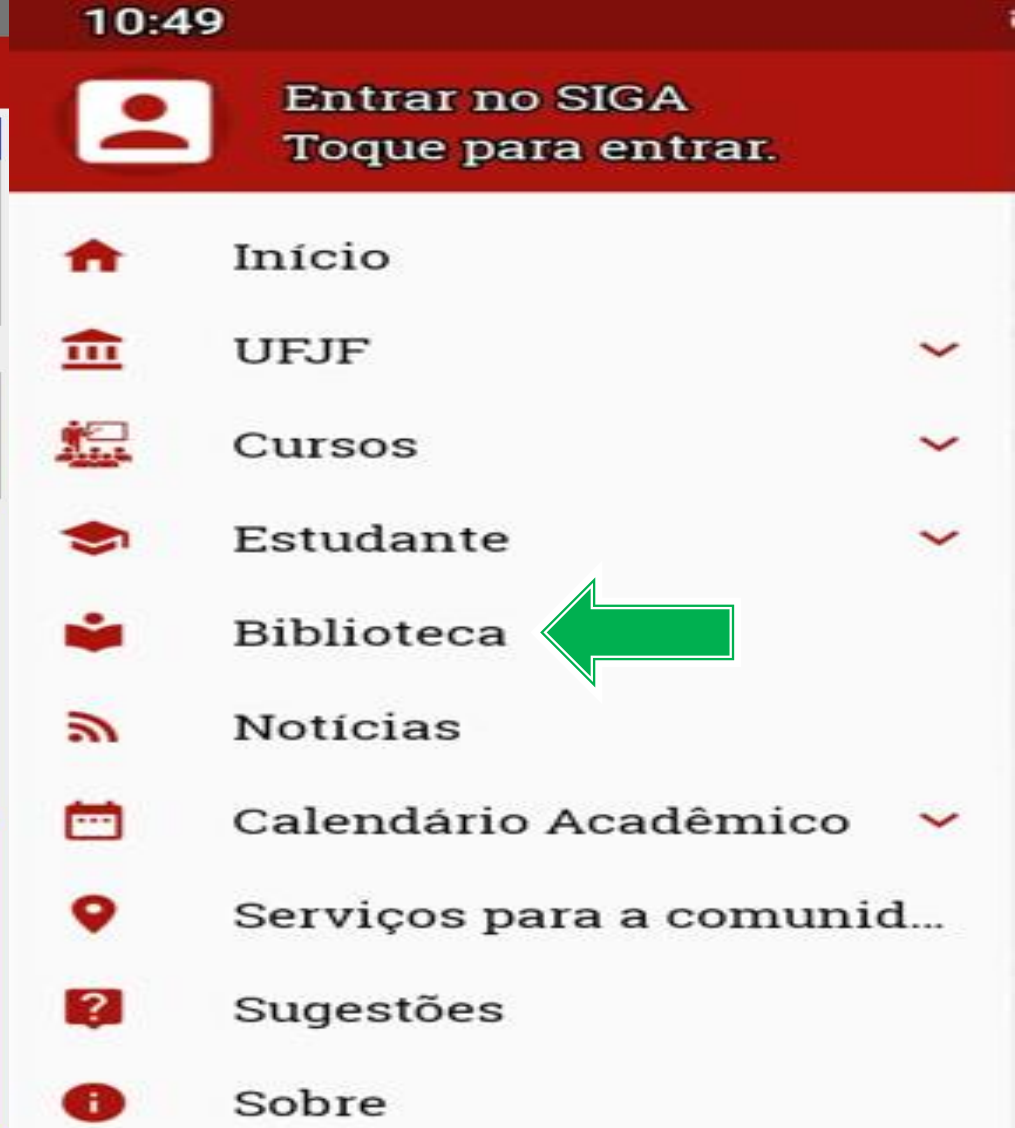 10:49
Entrar no SIGA
Toque para entrar.
Início
UFJF
Cursos
Estudante
Biblioteca
Notícias
Calendário Acadêmico
Serviços para a comunid...
Sugestões
Sobre